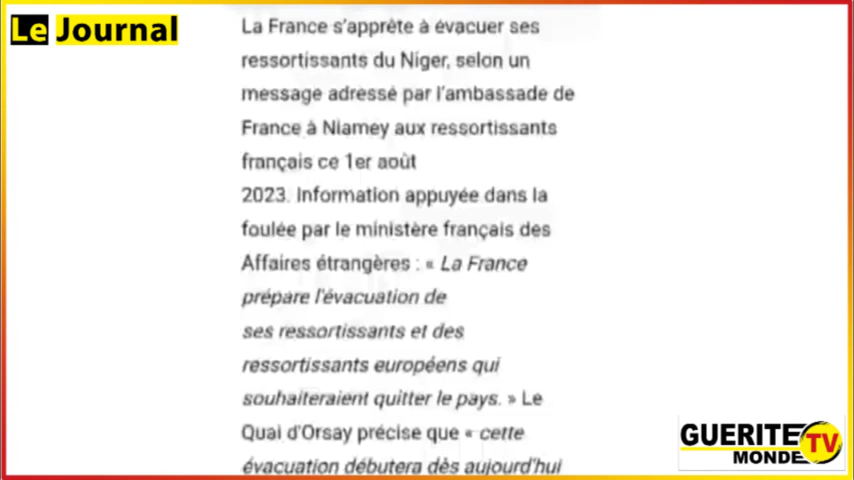 Le Journal
La France s'apprête à évacuer ses
ressortissants du Niger, selon un
message adressé par l'ambassade de
France à Niamey aux ressortissants
français ce 1er août
2023. Information appuyée dans la
foulée par le ministère français des
Affaires étrangères : « La France
prépare l'évacuation de
ses ressortissants et des
ressortissants européens qui
souhaiteraient quitter le pays. » Le
Quai d'Orsay précise que « cette
évacuation débutera dès aujourd'hui
GUERITE TV
MONDE